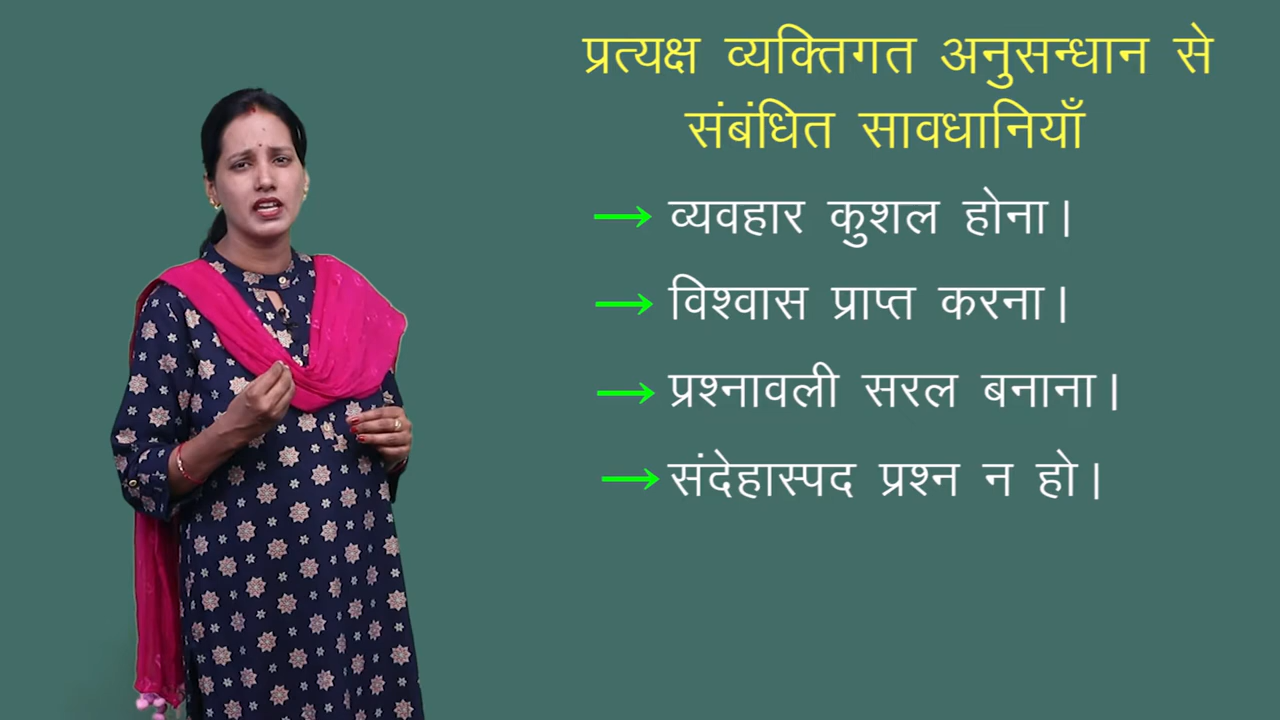 प्रत्यक्ष व्यक्तिगत अनुसन्धान से
संबंधित सावधानियाँ
→ व्यवहार कुशल होना।
→ विश्वास प्राप्त करना।
→ प्रश्नावली सरल बनाना।
→ संदेहास्पद प्रश्न न हो।